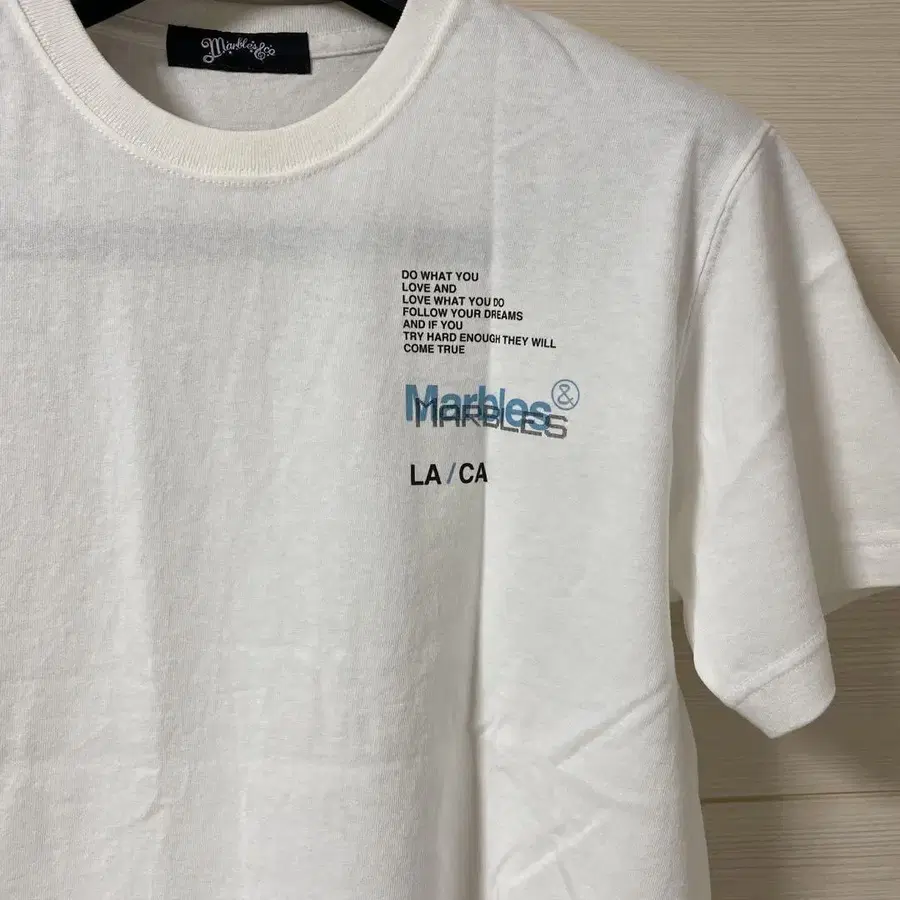 Marbles&co
DO WHAT YOU
LOVE AND
LOVE WHAT YOU DO
FOLLOW YOUR DREAMS
AND IF YOU
TRY HARD ENOUGH THEY WILL
COME TRUE
Marbles &
MARBLES
LA / CA